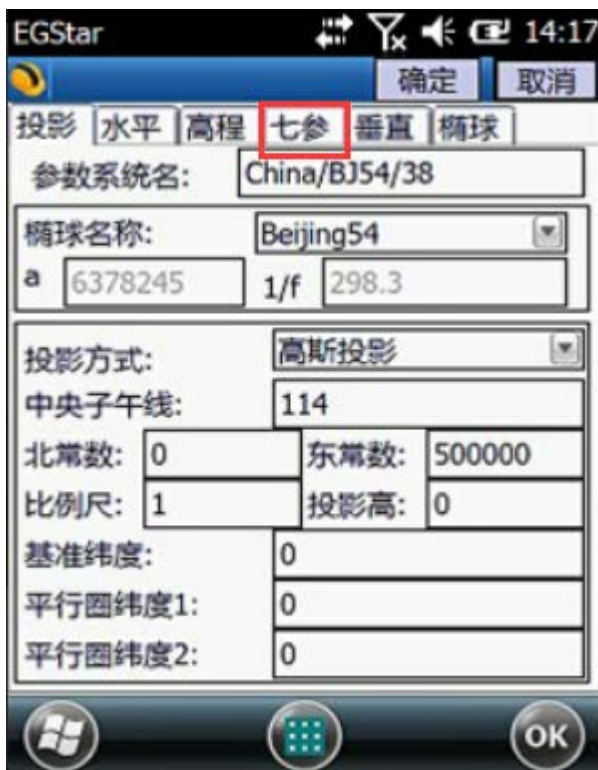 EGStar 14:17
确定 取消
投影 水平 高程 七参 垂直 椭球
参数系统名: China/BJ54/38
椭球名称: Beijing54
a 6378245 1/f 298.3
投影方式: 高斯投影
中央子午线: 114
北常数: 0 东常数: 500000
比例尺: 1 投影高: 0
基准纬度: 0
平行圈纬度1: 0
平行圈纬度2: 0
OK